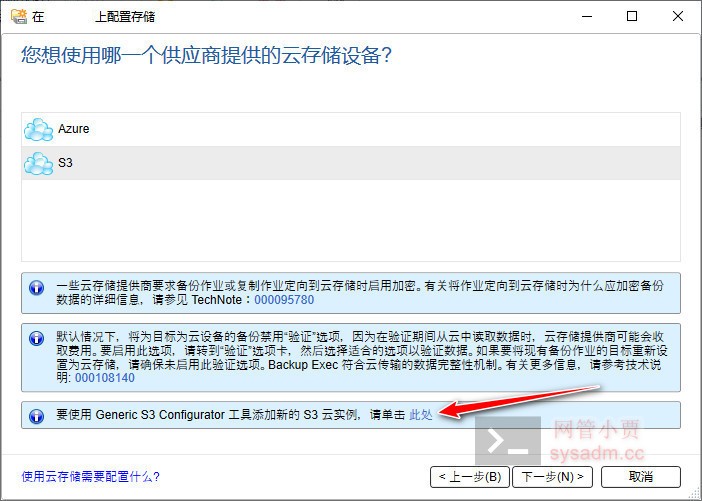 在 上配置存储
您想使用哪一个供应商提供的云存储设备?
Azure
S3
一些云存储提供商要求备份作业或复制作业定向到云存储时启用加密。有关将作业定向到云存储时为什么应加密备份
数据的详细信息，请参见 TechNote：000095780
默认情况下，将为目标为云设备的备份禁用“验证”选项，因为在验证期间从云中读取数据时，云存储提供商可能会收
取费用。要启用此选项，请转到“验证”选项卡，然后选择适合的选项以验证数据。如果要将现有备份作业的目标重新设
置为云存储，请确保未启用此验证选项。Backup Exec 符合云传输的数据完整性机制。有关更多信息，请参考技术说
明: 000108140
要使用 Generic S3 Configurator 工具添加新的 S3 云实例，请单击 此处
网管小贾
sysadm.cc
使用云存储需要配置什么?
< 上一步(B)
下一步(N) >
取消